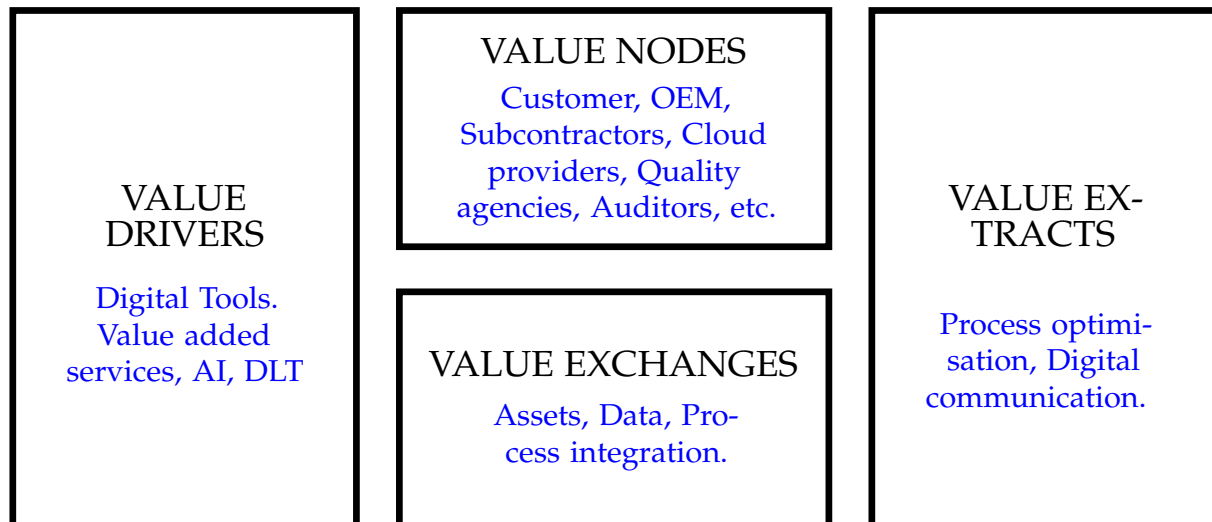 VALUE
DRIVERS
Digital Tools.
Value added
services, AI, DLT
VALUE NODES
Customer, OEM,
Subcontractors, Cloud
providers, Quality
agencies, Auditors, etc.
VALUE EXCHANGES
Assets, Data, Pro-
cess integration.
VALUE EX-
TRACTS
Process optimi-
sation, Digital
communication.